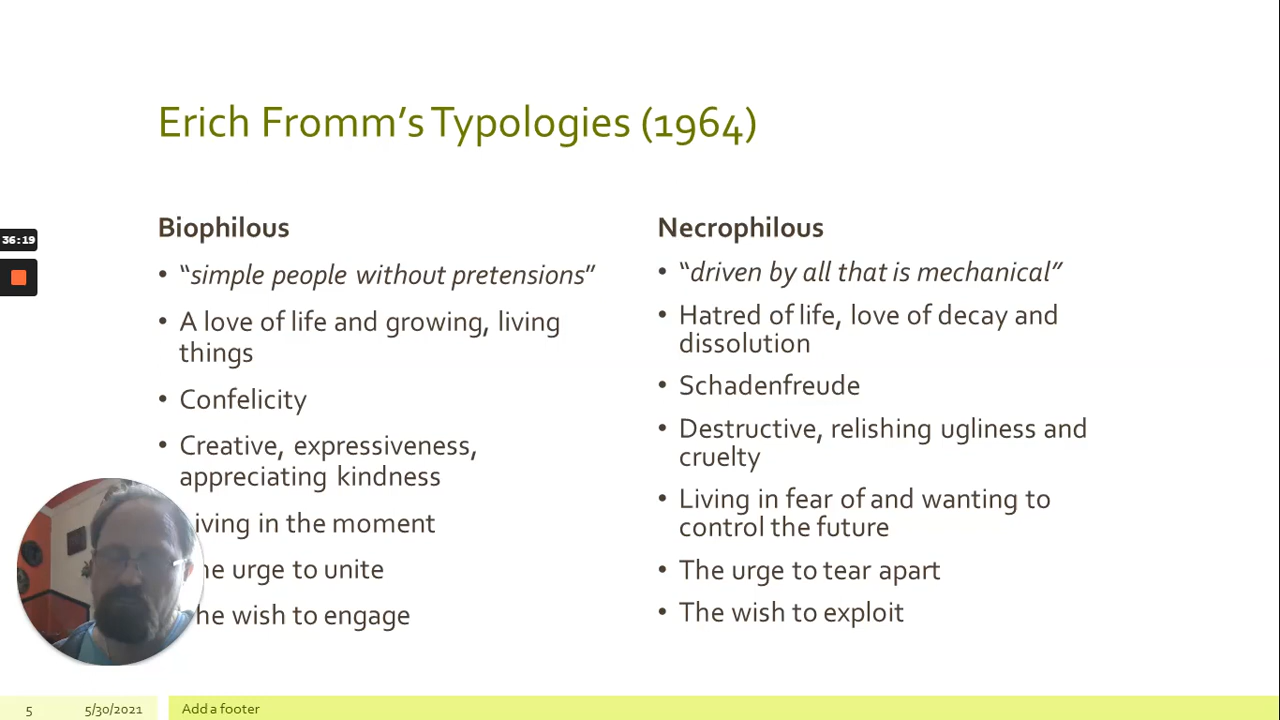 Erich Fromm's Typologies (1964)
36:19
Biophilous
• “simple people without pretensions”
• A love of life and growing, living
things
• Confelicity
• Creative, expressiveness,
appreciating kindness
iving in the moment
he urge to unite
he wish to engage
Necrophilous
• “driven by all that is mechanical”
• Hatred of life, love of decay and
dissolution
• Schadenfreude
• Destructive, relishing ugliness and
cruelty
• Living in fear of and wanting to
control the future
• The urge to tear apart
• The wish to exploit
5
5/30/2021
Add a footer